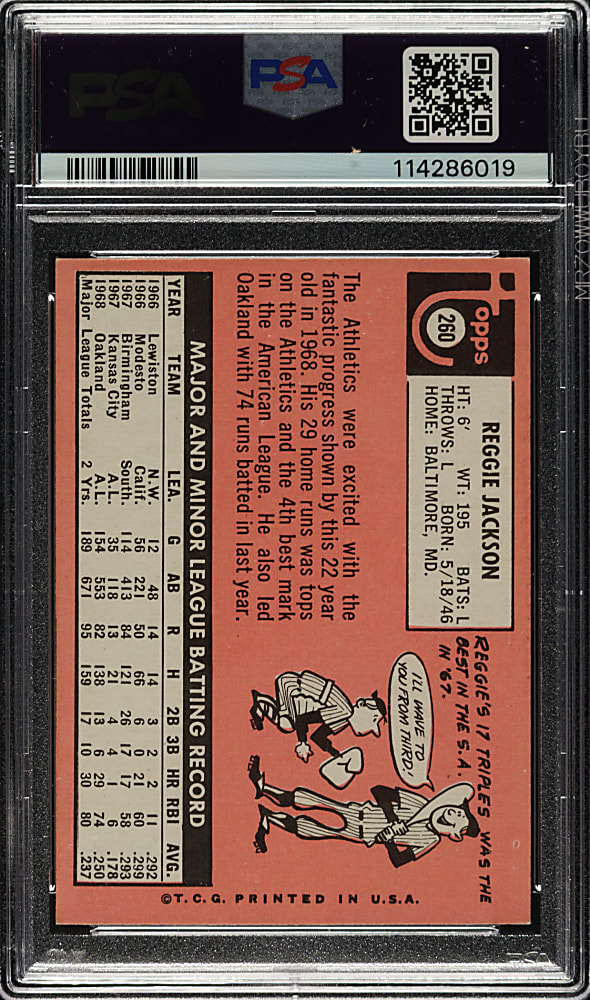 PSA
PSA
114286019
Topps
260
REGGIE JACKSON
HT: 6' WT: 195 BATS: L
THROWS: L BORN: 5/18/46
HOME: BALTIMORE, MD.
The Athletics were excited with the
fantastic progress shown by this 22 year
old in 1968. His 29 home runs was tops
on the Athletics and the 4th best mark
in the American League. He also led
Oakland with 74 runs batted in last year.
REGGIE'S 17 TRIPLES WAS THE
BEST IN THE S.A.
IN '67.
I'LL WAVE TO
YOU FROM THIRD!
MAJOR AND MINOR LEAGUE BATTING RECORD
YEAR TEAM LEA. G AB R H 2B 3B HR RBI AVG.
1966 Lewiston N.W. 12 48 14 14 3 2 2 11 .292
1966 Modesto Calif. 56 221 50 66 6 0 21 60 .299
1967 Birmingham South. 114 413 84 121 26 17 17 58 .293
1967 Kansas City A.L. 35 118 13 21 4 4 1 6 .178
1968 Oakland A.L. 154 553 82 138 13 6 29 74 .250
Major League Totals 2 Yrs. 189 671 95 159 17 10 30 80 .237
©T.C.G. PRINTED IN U.S.A.